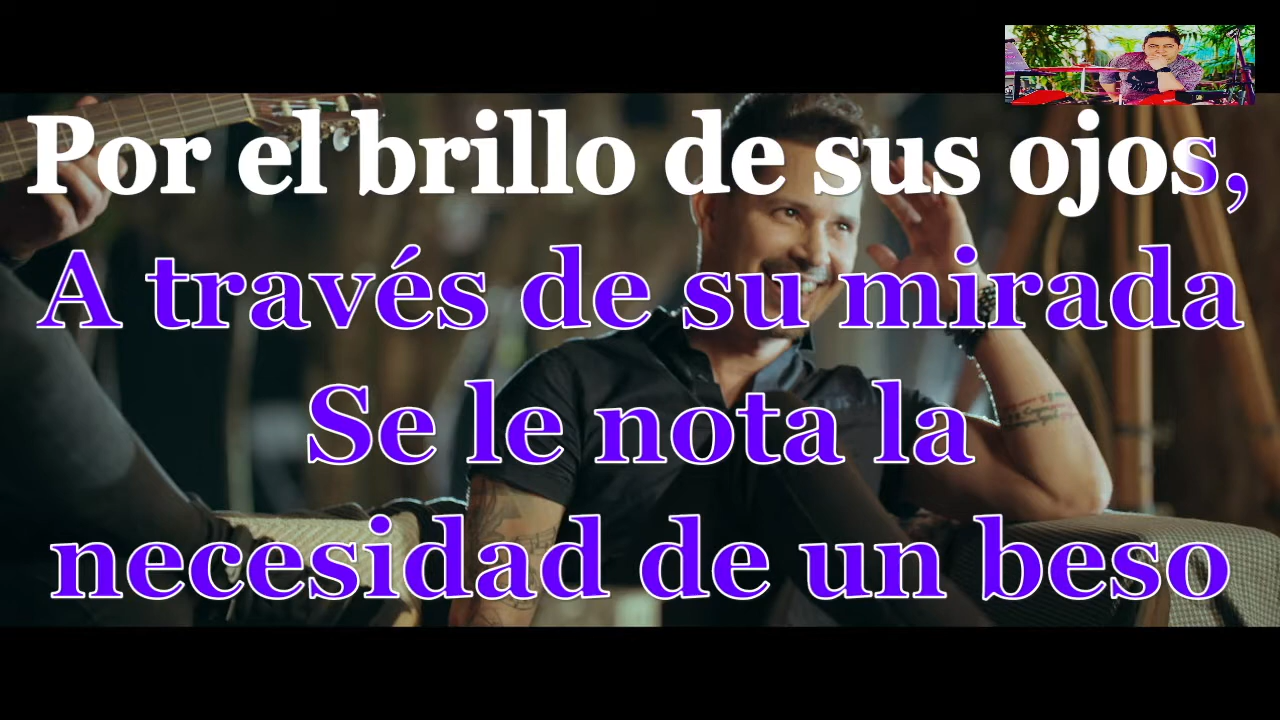 Por el brillo de sus ojos,
A través de su mirada
Se le nota la
necesidad de un beso